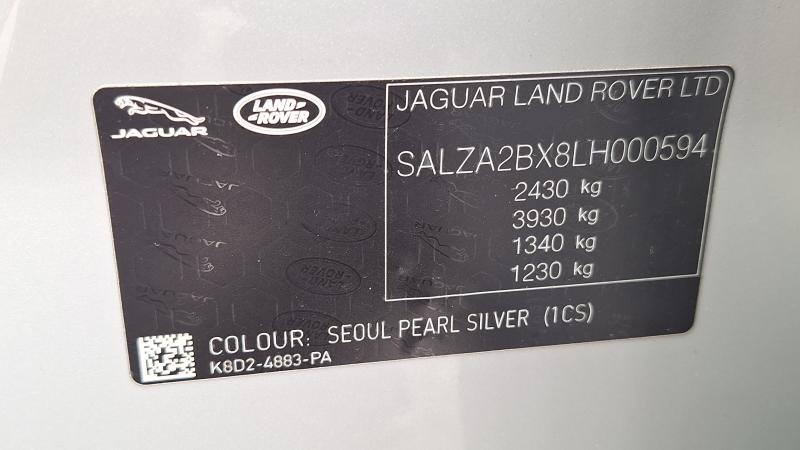 JAGUAR
LAND-
-ROVER
JAGUAR LAND ROVER LTD
SALZA2BX8LH000594
2430 kg
3930 kg
1340 kg
1230 kg
COLOUR: SEOUL PEARL SILVER (1CS)
K8D2-4883-PA